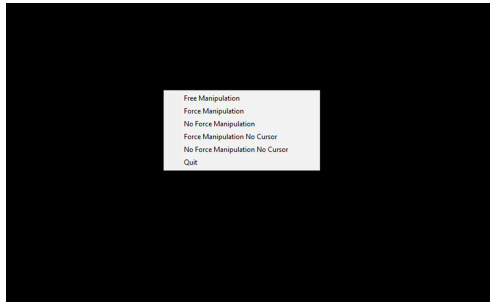 Free Manipulation
Force Manipulation
No Force Manipulation
Force Manipulation No Cursor
No Force Manipulation No Cursor
Quit